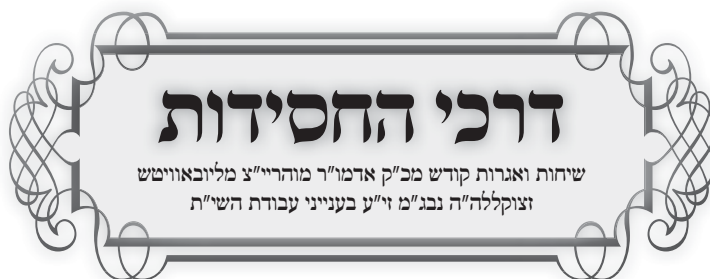 דרכי החסידות
שיחות ואגרות קודש מכ"ק אדמו"ר מוהריי"צ מליובאוויטש
זצוקללה"ה נבג"מ זי"ע בענייני עבודת השי"ת